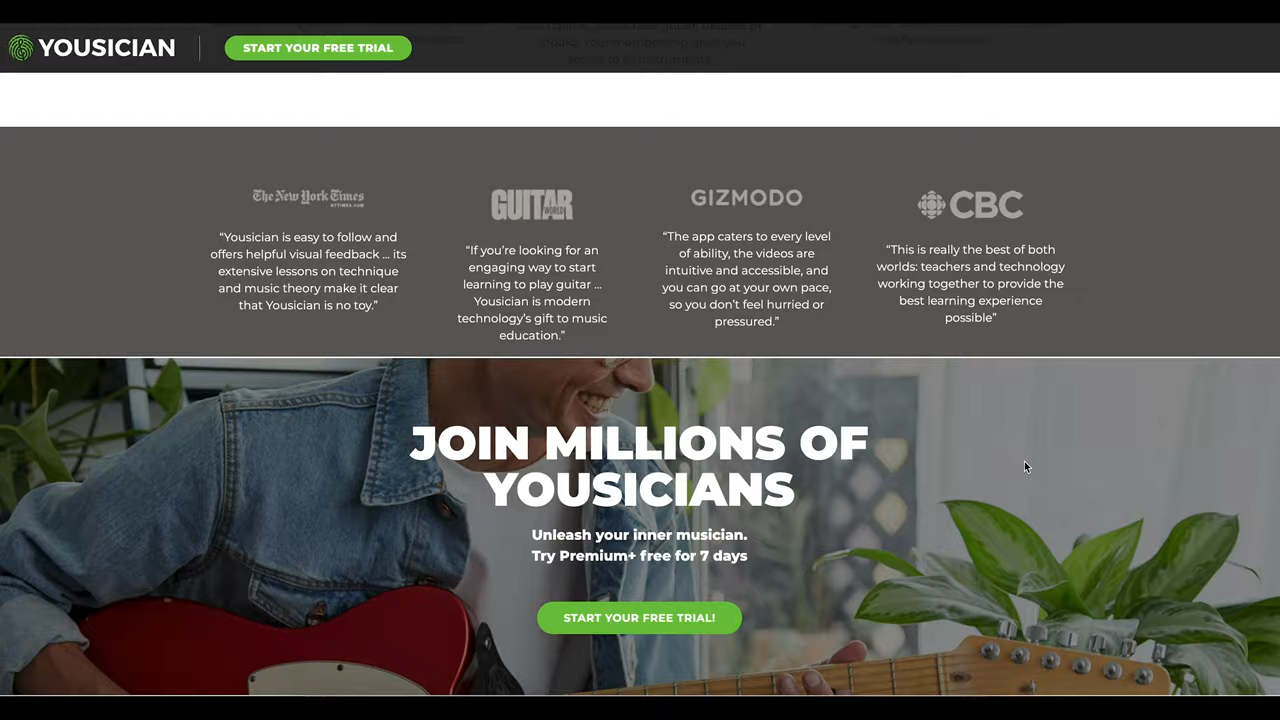 YOUSICIAN
START YOUR FREE TRIAL
The New York Times
NYTIMES.COM
“Yousician is easy to follow and
offers helpful visual feedback ... its
extensive lessons on technique
and music theory make it clear
that Yousician is no toy.”
GUITAR
WORLD
“If you’re looking for an
engaging way to start
learning to play guitar ...
Yousician is modern
technology’s gift to music
education.”
GIZMODO
“The app caters to every level
of ability, the videos are
intuitive and accessible, and
you can go at your own pace,
so you don’t feel hurried or
pressured.”
CBC
“This is really the best of both
worlds: teachers and technology
working together to provide the
best learning experience
possible”
JOIN MILLIONS OF
YOUSICIANS
Unleash your inner musician.
Try Premium+ free for 7 days
START YOUR FREE TRIAL!